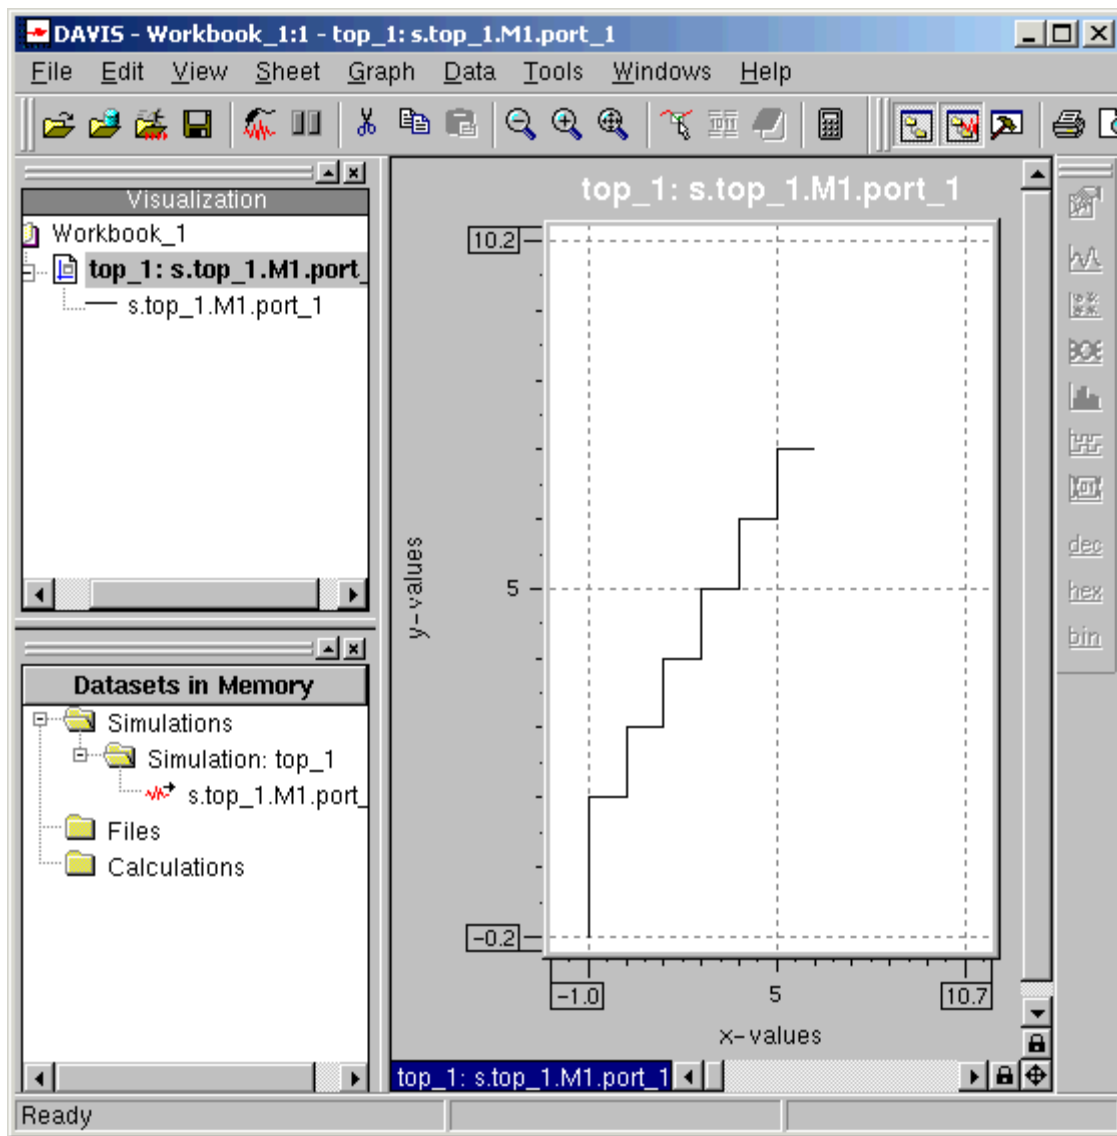 DAVIS - Workbook_1:1 - top_1: s.top_1.M1.port_1
File Edit View Sheet Graph Data Tools Windows Help
Visualization
Workbook_1
top_1: s.top_1.M1.port_
s.top_1.M1.port_1
Datasets in Memory
Simulations
Simulation: top_1
s.top_1.M1.port_
Files
Calculations
top_1: s.top_1.M1.port_1
10.2
5
-0.2
y-values
-1.0 5 10.7
x-values
top_1: s.top_1.M1.port_1
dec
hex
bin
Ready